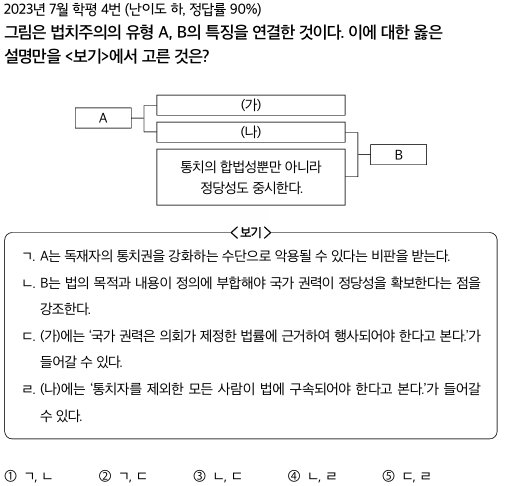 2023년 7월 학평 4번 (난이도 하, 정답률 90%)
그림은 법치주의의 유형 A, B의 특징을 연결한 것이다. 이에 대한 옳은
설명만을 <보기>에서 고른 것은?
(가)
A
(나)
B
통치의 합법성뿐만 아니라
정당성도 중시한다.
<보기>
ㄱ. A는 독재자의 통치권을 강화하는 수단으로 악용될 수 있다는 비판을 받는다.
ㄴ. B는 법의 목적과 내용이 정의에 부합해야 국가 권력이 정당성을 확보한다는 점을
강조한다.
ㄷ. (가)에는 '국가 권력은 의회가 제정한 법률에 근거하여 행사되어야 한다고 본다.'가
들어갈 수 있다.
ㄹ. (나)에는 '통치자를 제외한 모든 사람이 법에 구속되어야 한다고 본다.'가 들어갈
수 있다.
① ㄱ, ㄴ ② ㄱ, ㄷ ③ ㄴ, ㄷ ④ ㄴ, ㄹ ⑤ ㄷ, ㄹ